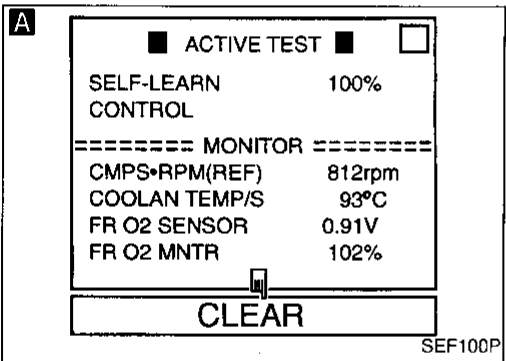 A
■ ACTIVE TEST ■
SELF-LEARN 100%
CONTROL
======== MONITOR ========
CMPS•RPM(REF) 812rpm
COOLAN TEMP/S 93°C
FR O2 SENSOR 0.91V
FR O2 MNTR 102%
CLEAR
SEF100P